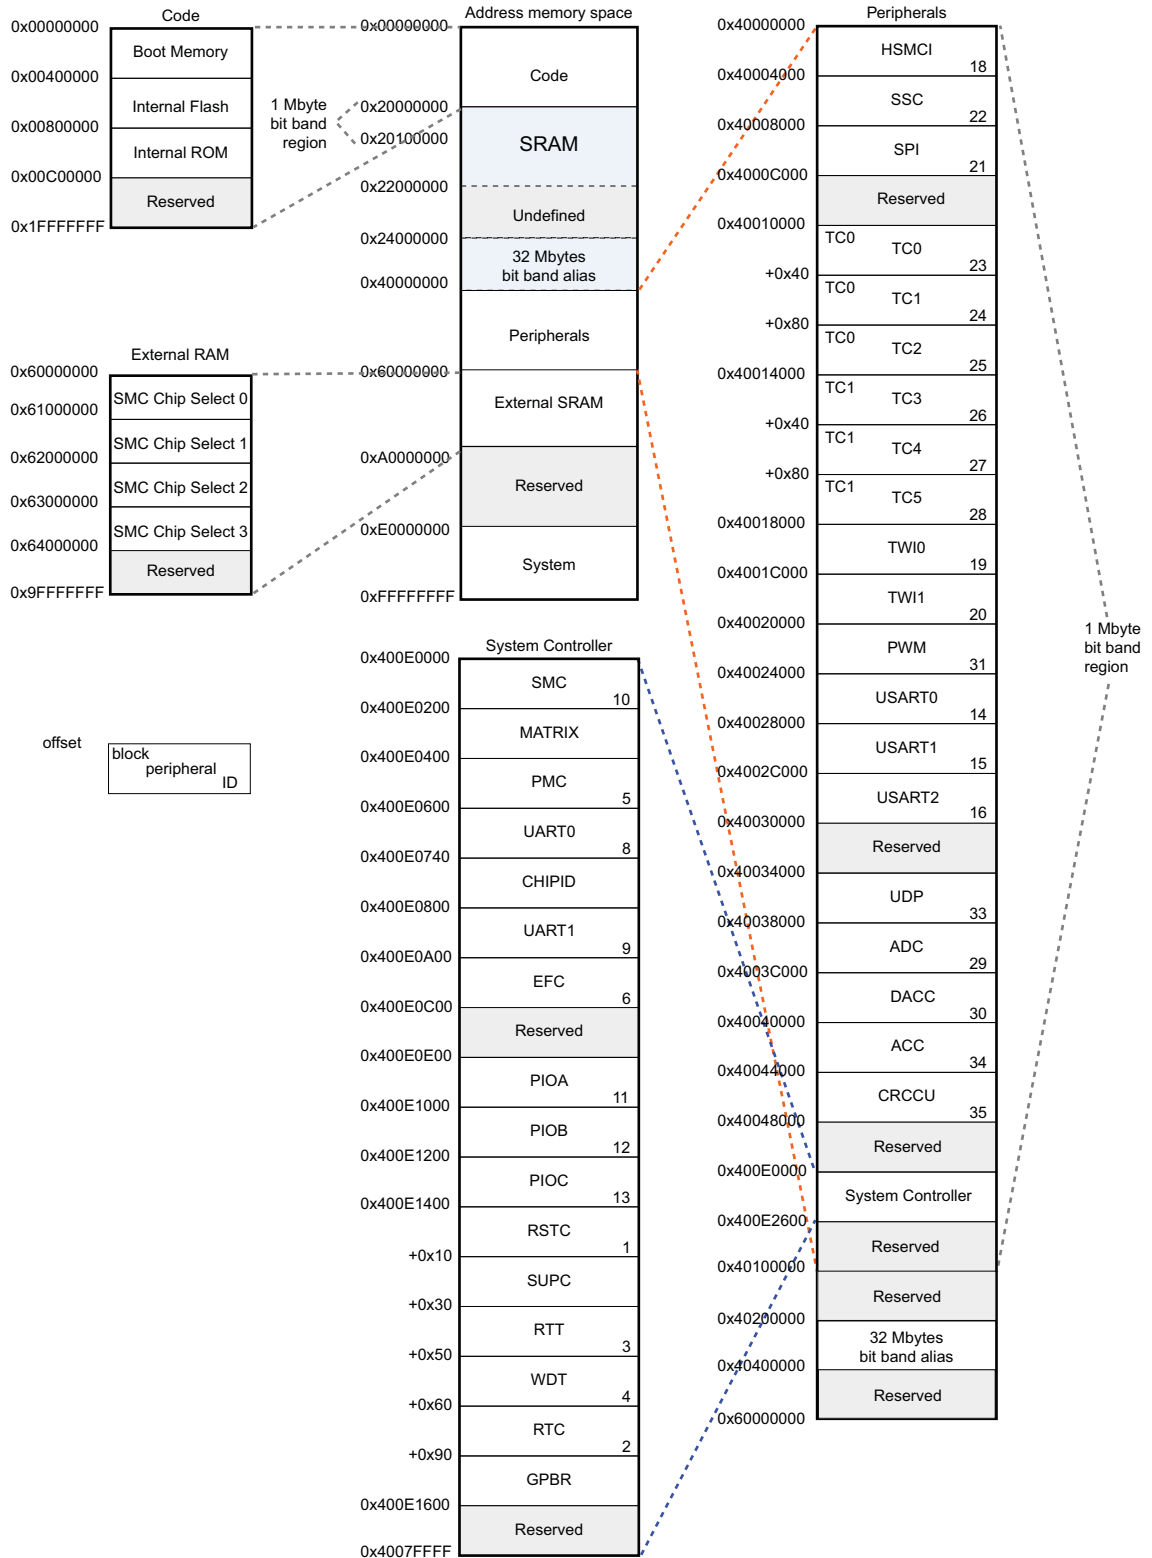 Code
0x00000000
Boot Memory
0x00400000
Internal Flash
0x00800000
Internal ROM
0x00C00000
Reserved
0x1FFFFFFF
1 Mbyte
bit band
region
Address memory space
0x00000000
Code
0x20000000
0x20100000
SRAM
0x22000000
Undefined
0x24000000
32 Mbytes
bit band alias
0x40000000
Peripherals
0x60000000
External SRAM
0xA0000000
Reserved
0xE0000000
System
0xFFFFFFFF
External RAM
0x60000000
SMC Chip Select 0
0x61000000
SMC Chip Select 1
0x62000000
SMC Chip Select 2
0x63000000
SMC Chip Select 3
0x64000000
Reserved
0x9FFFFFFF
offset
block
peripheral
ID
System Controller
0x400E0000
SMC
10
0x400E0200
MATRIX
0x400E0400
PMC
5
0x400E0600
UART0
8
0x400E0740
CHIPID
0x400E0800
UART1
9
0x400E0A00
EFC
6
0x400E0C00
Reserved
0x400E0E00
PIOA
11
0x400E1000
PIOB
12
0x400E1200
PIOC
13
0x400E1400
RSTC
1
+0x10
SUPC
+0x30
RTT
3
+0x50
WDT
4
+0x60
RTC
2
+0x90
GPBR
0x400E1600
Reserved
0x4007FFFF
Peripherals
0x40000000
HSMCI
18
0x40004000
SSC
22
0x40008000
SPI
21
0x4000C000
Reserved
0x40010000
TC0
TC0
23
+0x40
TC0
TC1
24
+0x80
TC0
TC2
25
0x40014000
TC1
TC3
26
+0x40
TC1
TC4
27
+0x80
TC1
TC5
28
0x40018000
TWI0
19
0x4001C000
TWI1
20
0x40020000
PWM
31
0x40024000
USART0
14
0x40028000
USART1
15
0x4002C000
USART2
16
0x40030000
Reserved
0x40034000
UDP
33
0x40038000
ADC
29
0x4003C000
DACC
30
0x40040000
ACC
34
0x40044000
CRCCU
35
0x40048000
Reserved
0x400E0000
System Controller
0x400E2600
Reserved
0x40100000
Reserved
0x40200000
32 Mbytes
bit band alias
0x40400000
Reserved
0x60000000
1 Mbyte
bit band
region